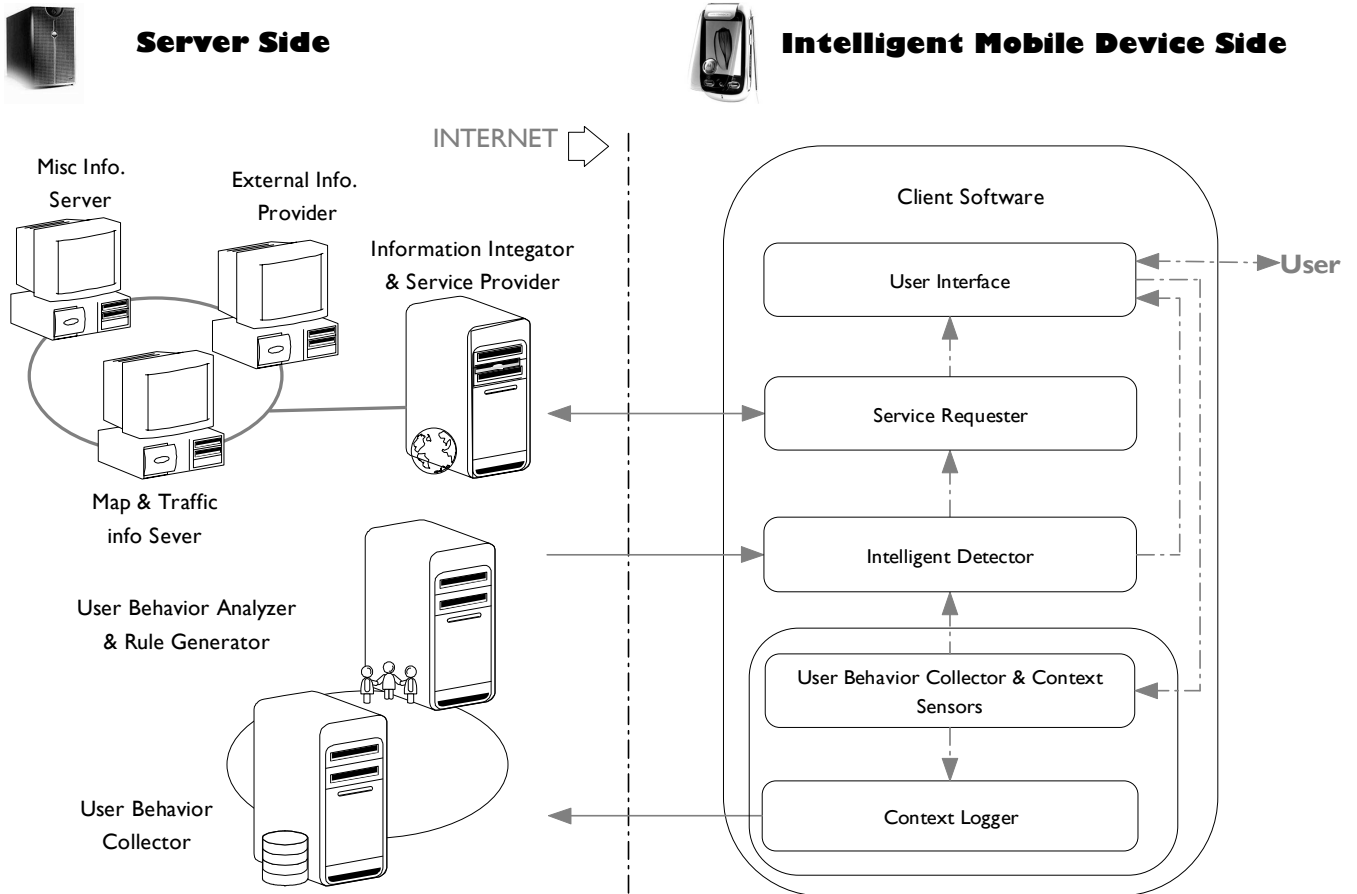 Server Side
Intelligent Mobile Device Side
INTERNET
Misc Info.
Server
External Info.
Provider
Information Integator
& Service Provider
Map & Traffic
info Sever
User Behavior Analyzer
& Rule Generator
User Behavior
Collector
Client Software
User Interface
User
Service Requester
Intelligent Detector
User Behavior Collector & Context
Sensors
Context Logger